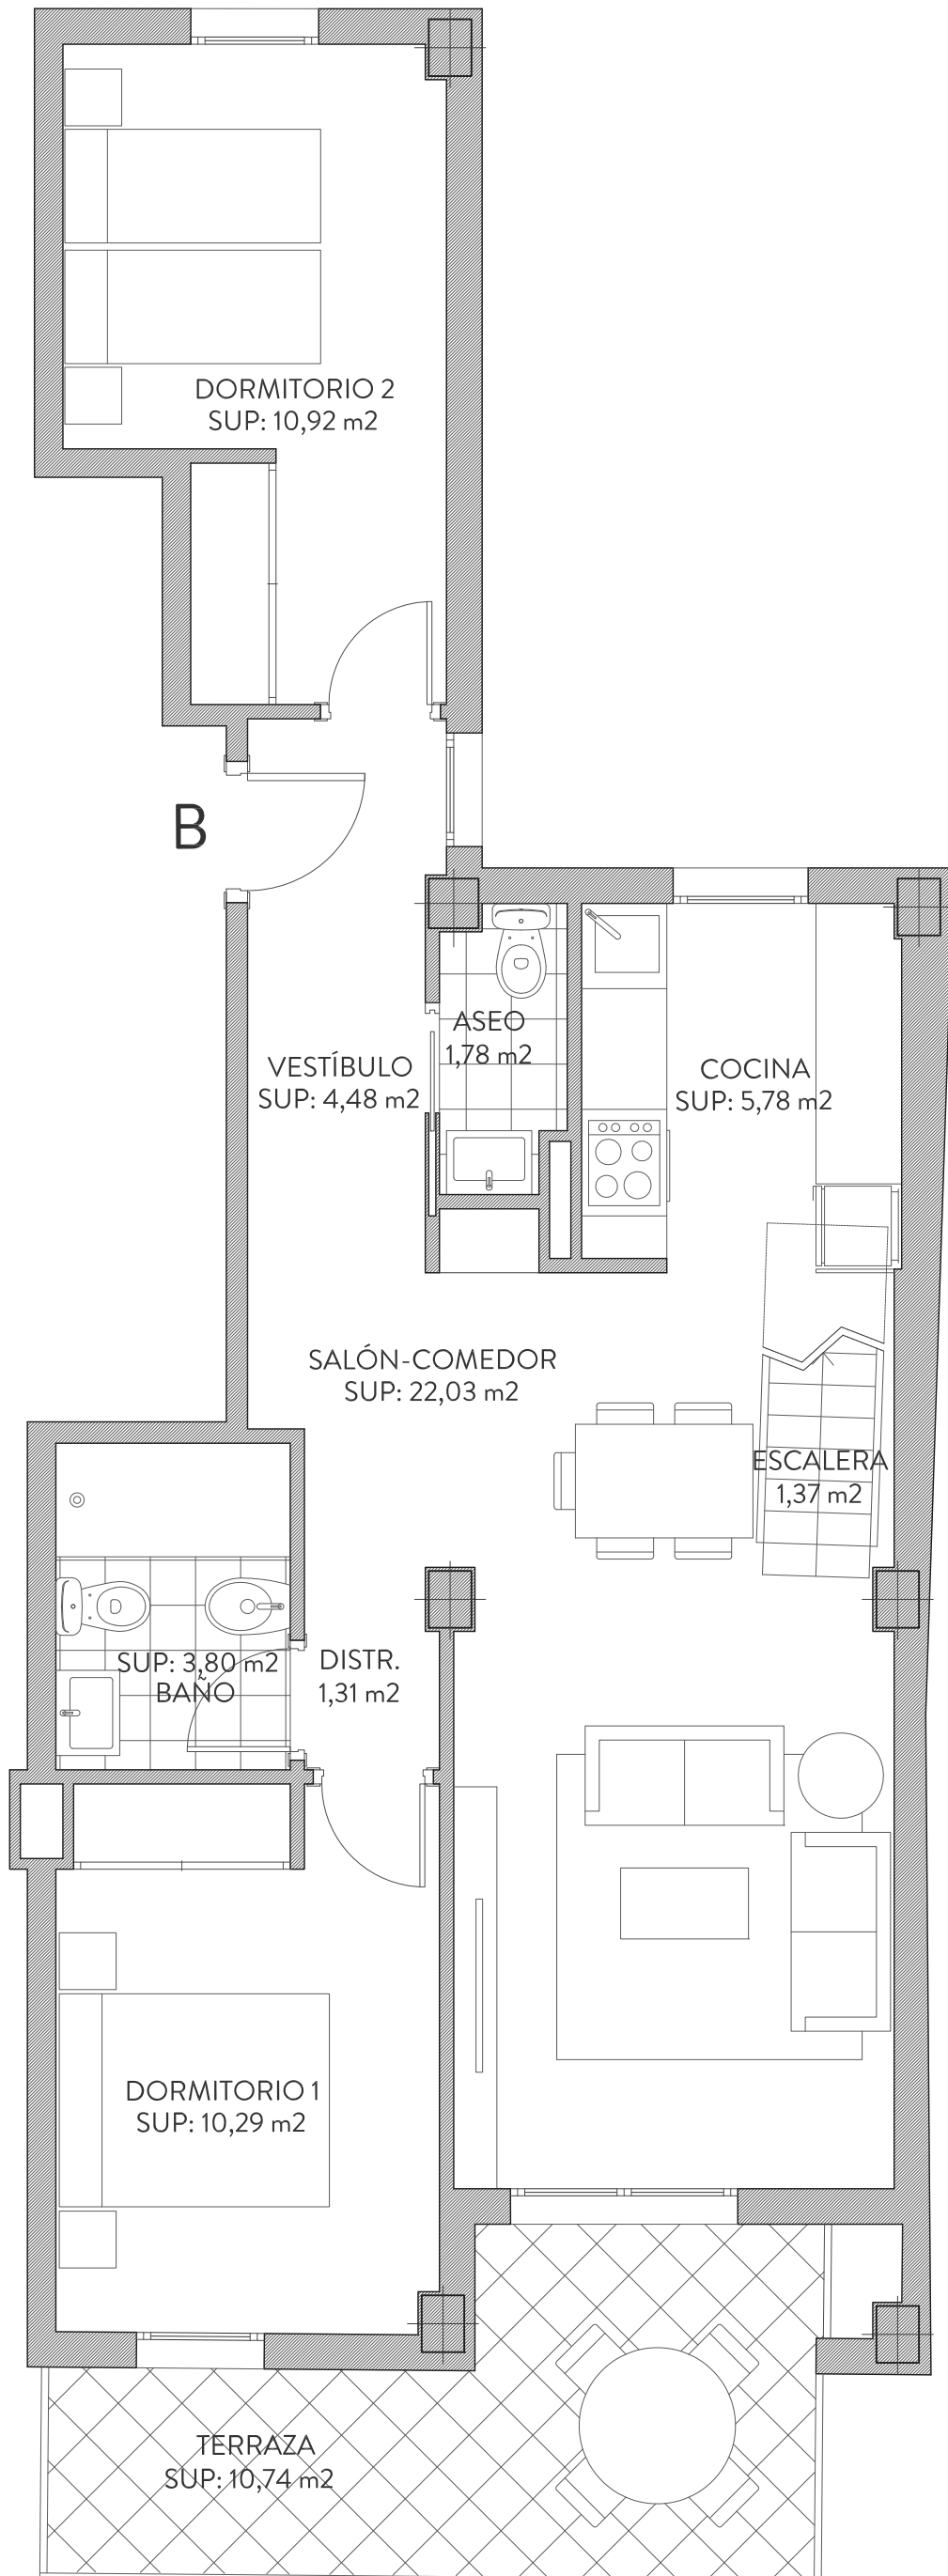 DORMITORIO 2
SUP: 10,92 m2
B
ASEO
1,78 m2
VESTÍBULO
SUP: 4,48 m2
COCINA
SUP: 5,78 m2
SALÓN-COMEDOR
SUP: 22,03 m2
ESCALERA
1,37 m2
SUP: 3,80 m2
BAÑO
DISTR.
1,31 m2
DORMITORIO 1
SUP: 10,29 m2
TERRAZA
SUP: 10,74 m2